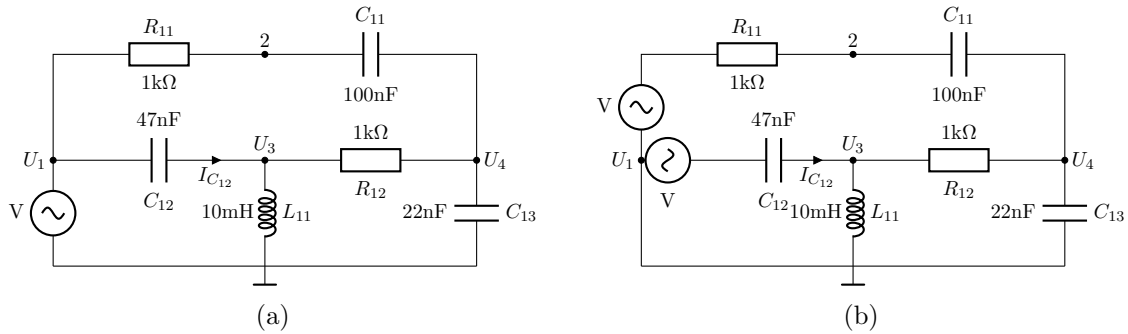 R11 C11 R11 C11
2 2
1kΩ 100nF 1kΩ 100nF
V
47nF 1kΩ 47nF 1kΩ
U1 U3 U4 U1 U3 U4
IC12 IC12
V C12 R12 V C12 R12
10mH L11 22nF C13 10mH L11 22nF C13
(a) (b)